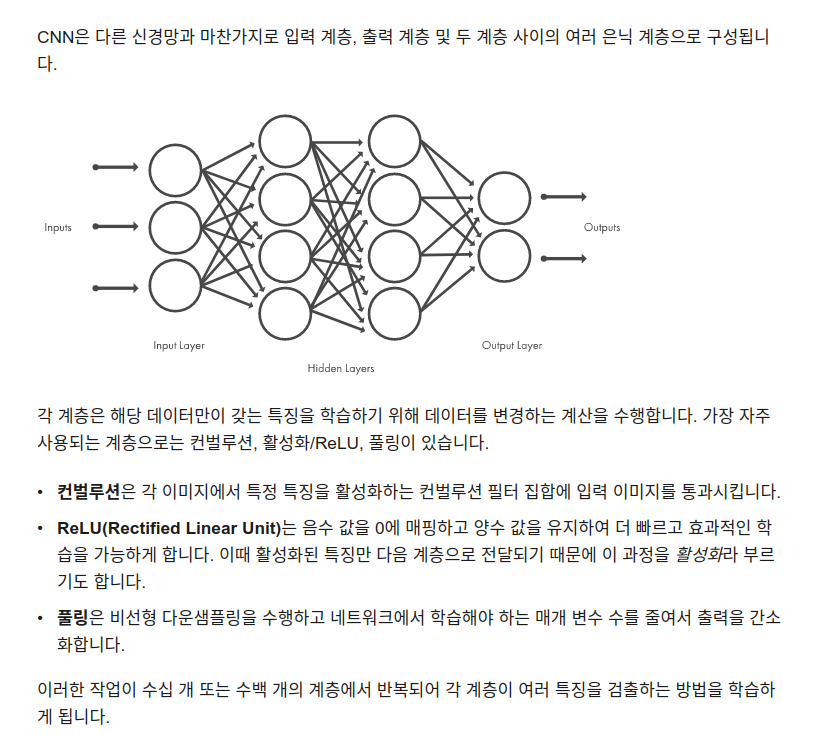 CNN은 다른 신경망과 마찬가지로 입력 계층, 출력 계층 및 두 계층 사이의 여러 은닉 계층으로 구성됩니
다.
Inputs
Outputs
Input Layer
Output Layer
Hidden Layers
각 계층은 해당 데이터만이 갖는 특징을 학습하기 위해 데이터를 변경하는 계산을 수행합니다. 가장 자주
사용되는 계층으로는 컨벌루션, 활성화/ReLU, 풀링이 있습니다.
• 컨벌루션은 각 이미지에서 특정 특징을 활성화하는 컨벌루션 필터 집합에 입력 이미지를 통과시킵니다.
• ReLU(Rectified Linear Unit)는 음수 값을 0에 매핑하고 양수 값을 유지하여 더 빠르고 효과적인 학
습을 가능하게 합니다. 이때 활성화된 특징만 다음 계층으로 전달되기 때문에 이 과정을 활성화라 부르
기도 합니다.
• 풀링은 비선형 다운샘플링을 수행하고 네트워크에서 학습해야 하는 매개 변수 수를 줄여서 출력을 간소
화합니다.
이러한 작업이 수십 개 또는 수백 개의 계층에서 반복되어 각 계층이 여러 특징을 검출하는 방법을 학습하
게 됩니다.